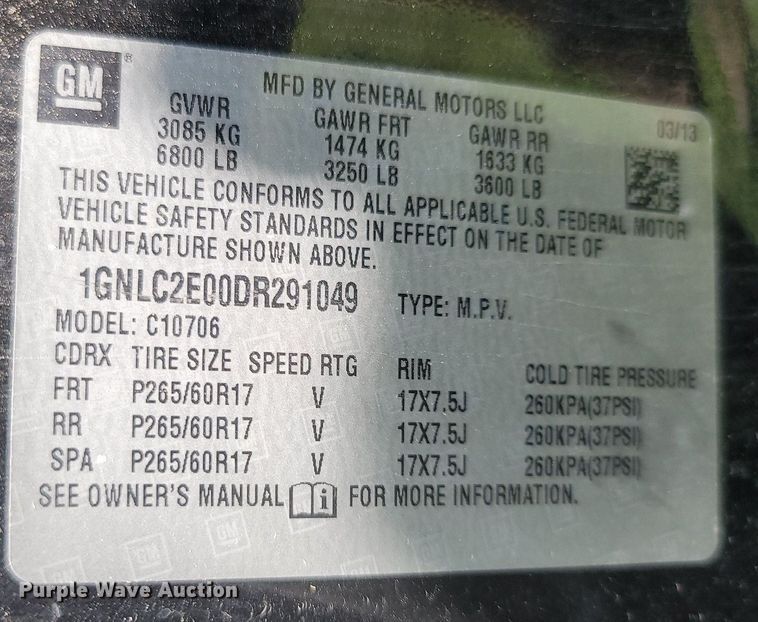 GM®
MFD BY GENERAL MOTORS LLC
03/13
GVWR GAWR FRT GAWR RR
3085 KG 1474 KG 1633 KG
6800 LB 3250 LB 3600 LB
THIS VEHICLE CONFORMS TO ALL APPLICABLE U.S. FEDERAL MOTOR
VEHICLE SAFETY STANDARDS IN EFFECT ON THE DATE OF
MANUFACTURE SHOWN ABOVE.
1GNLC2E00DR291049 TYPE: M.P.V.
MODEL: C10706
CDRX TIRE SIZE SPEED RTG RIM COLD TIRE PRESSURE
FRT P265/60R17 V 17X7.5J 260KPA(37PSI)
RR P265/60R17 V 17X7.5J 260KPA(37PSI)
SPA P265/60R17 V 17X7.5J 260KPA(37PSI)
SEE OWNER'S MANUAL i FOR MORE INFORMATION.
GM
Purple Wave Auction